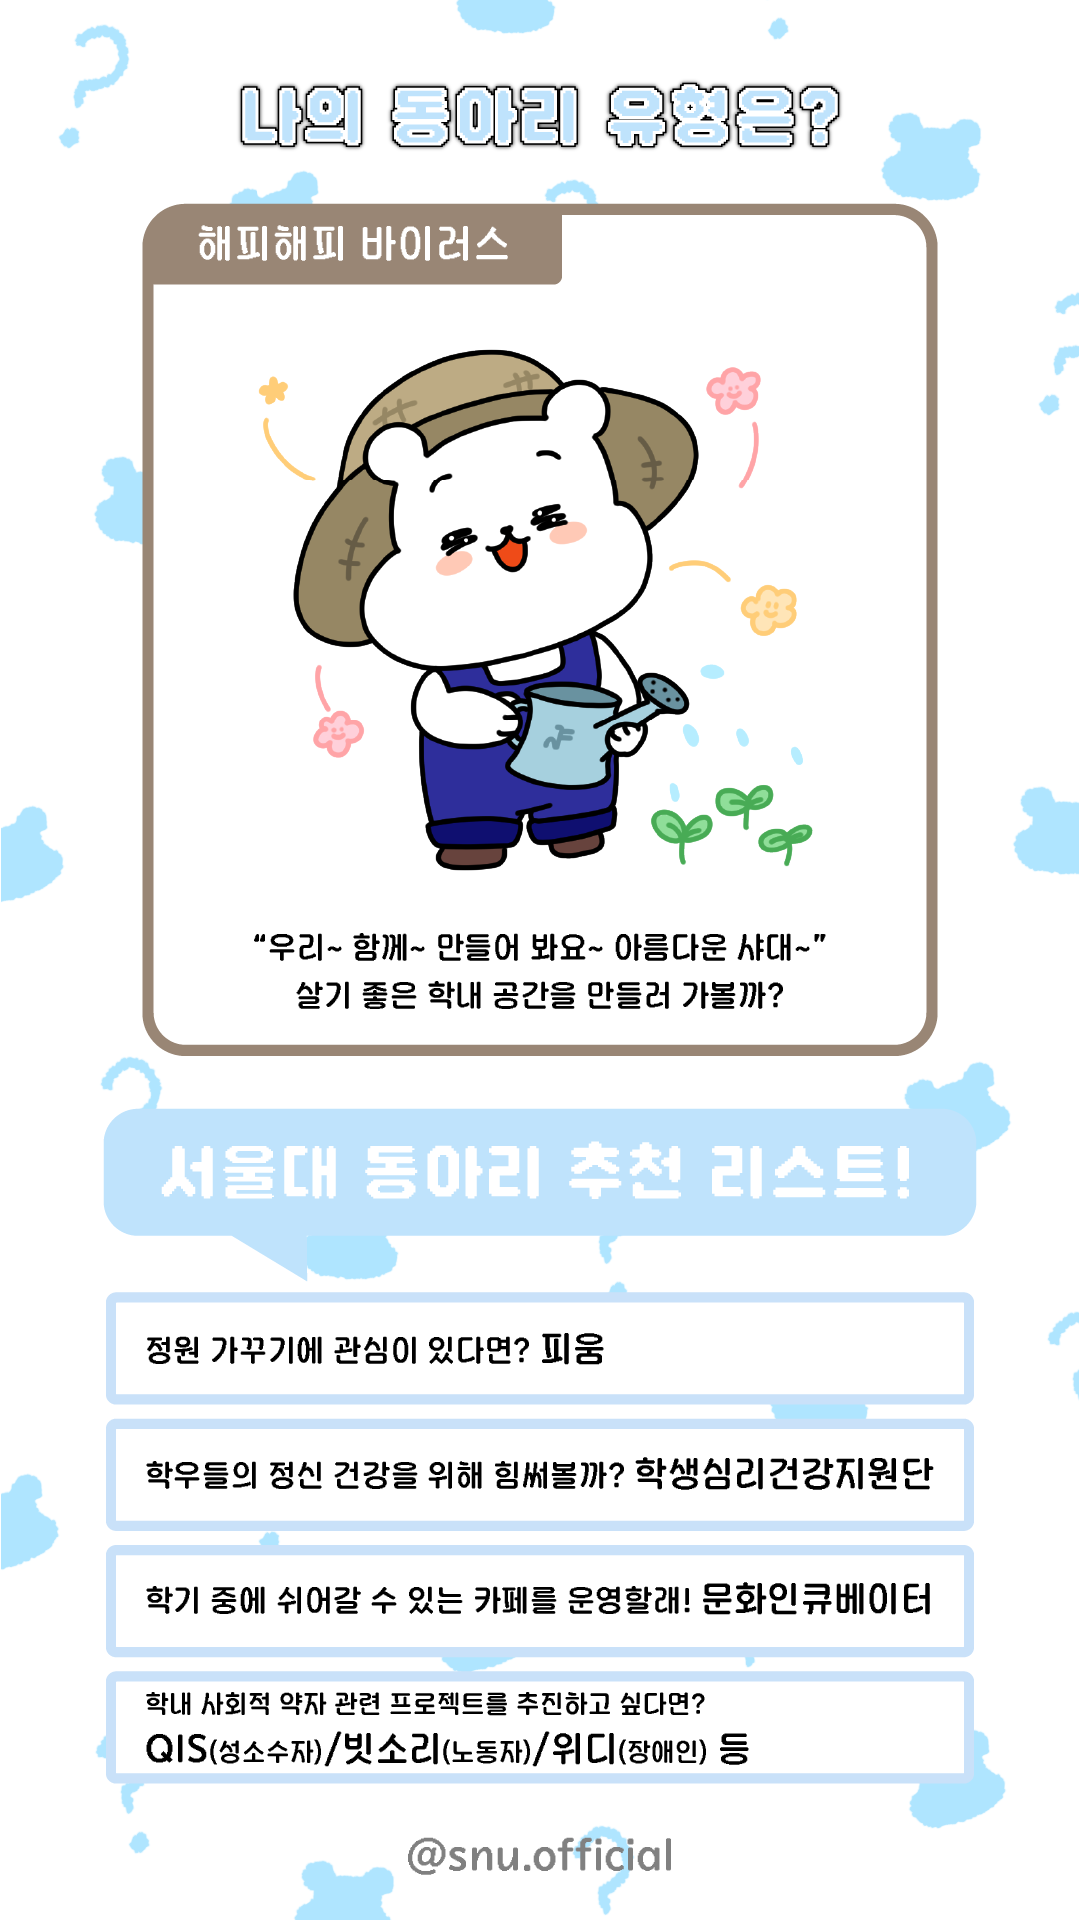 나의 동아리 유형은?
해피해피 바이러스
“우리~ 함께~ 만들어 봐요~ 아름다운 샤대~”
살기 좋은 학내 공간을 만들러 가볼까?
서울대 동아리 추천 리스트!
정원 가꾸기에 관심이 있다면? 피움
학우들의 정신 건강을 위해 힘써볼까? 학생심리건강지원단
학기 중에 쉬어갈 수 있는 카페를 운영할래! 문화인큐베이터
학내 사회적 약자 관련 프로젝트를 추진하고 싶다면?
QIS(성소수자)/빗소리(노동자)/위디(장애인) 등
@snu.official